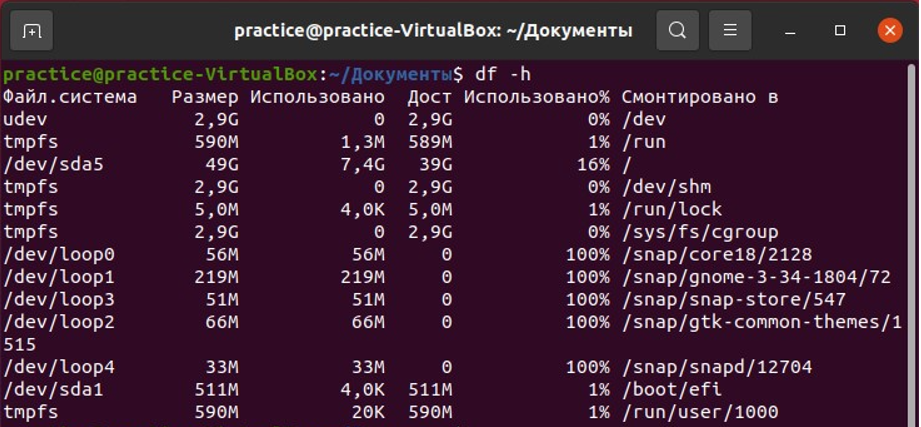 practice@practice-VirtualBox: ~/Документы
practice@practice-VirtualBox:~/Документы$ df -h
Файл.система   Размер Использовано  Дост Использовано% Смонтировано в
udev             2,9G            0  2,9G            0% /dev
tmpfs            590M         1,3M  589M            1% /run
/dev/sda5         49G         7,4G   39G           16% /
tmpfs            2,9G            0  2,9G            0% /dev/shm
tmpfs            5,0M         4,0K  5,0M            1% /run/lock
tmpfs            2,9G            0  2,9G            0% /sys/fs/cgroup
/dev/loop0        56M          56M     0          100% /snap/core18/2128
/dev/loop1       219M         219M     0          100% /snap/gnome-3-34-1804/72
/dev/loop3        51M          51M     0          100% /snap/snap-store/547
/dev/loop2        66M          66M     0          100% /snap/gtk-common-themes/1
515
/dev/loop4        33M          33M     0          100% /snap/snapd/12704
/dev/sda1        511M         4,0K  511M            1% /boot/efi
tmpfs            590M          20K  590M            1% /run/user/1000